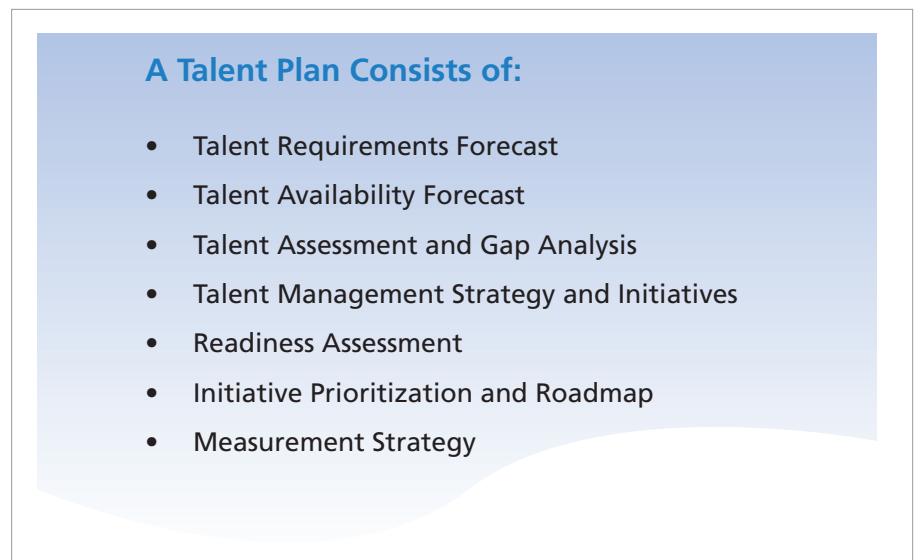 A Talent Plan Consists of:
• Talent Requirements Forecast
• Talent Availability Forecast
• Talent Assessment and Gap Analysis
• Talent Management Strategy and Initiatives
• Readiness Assessment
• Initiative Prioritization and Roadmap
• Measurement Strategy